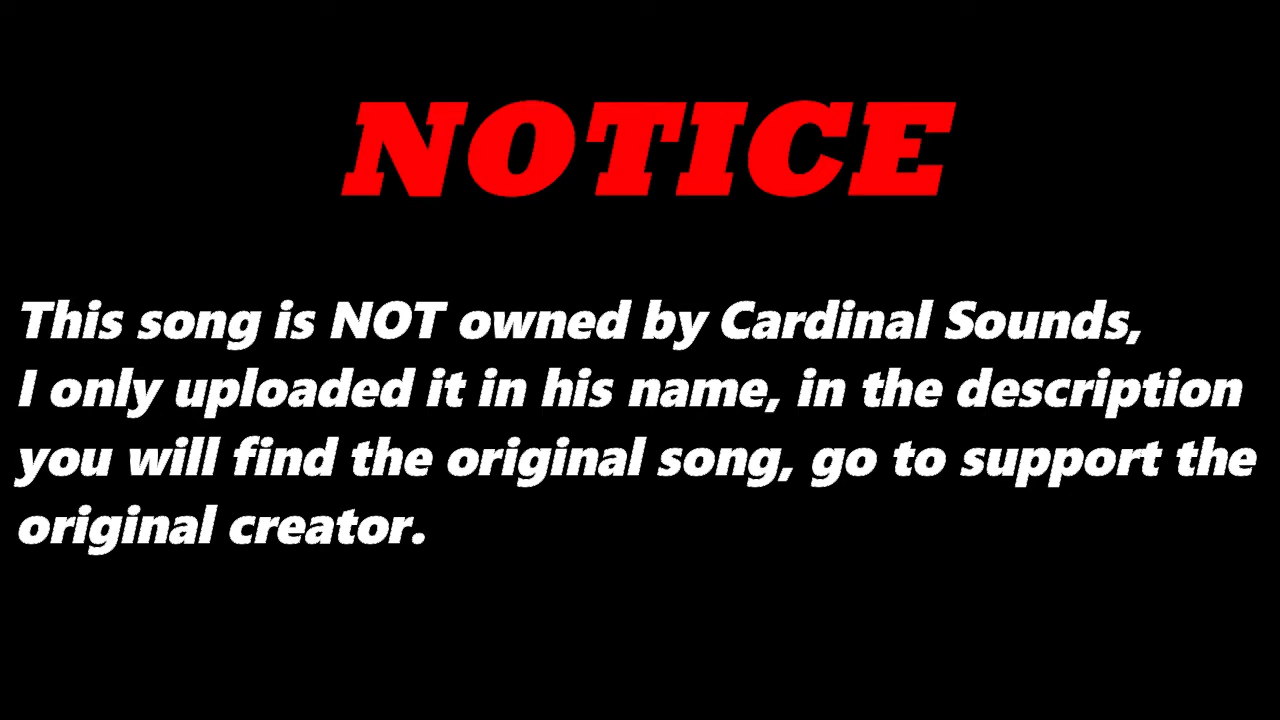 NOTICE
This song is NOT owned by Cardinal Sounds,
I only uploaded it in his name, in the description
you will find the original song, go to support the
original creator.